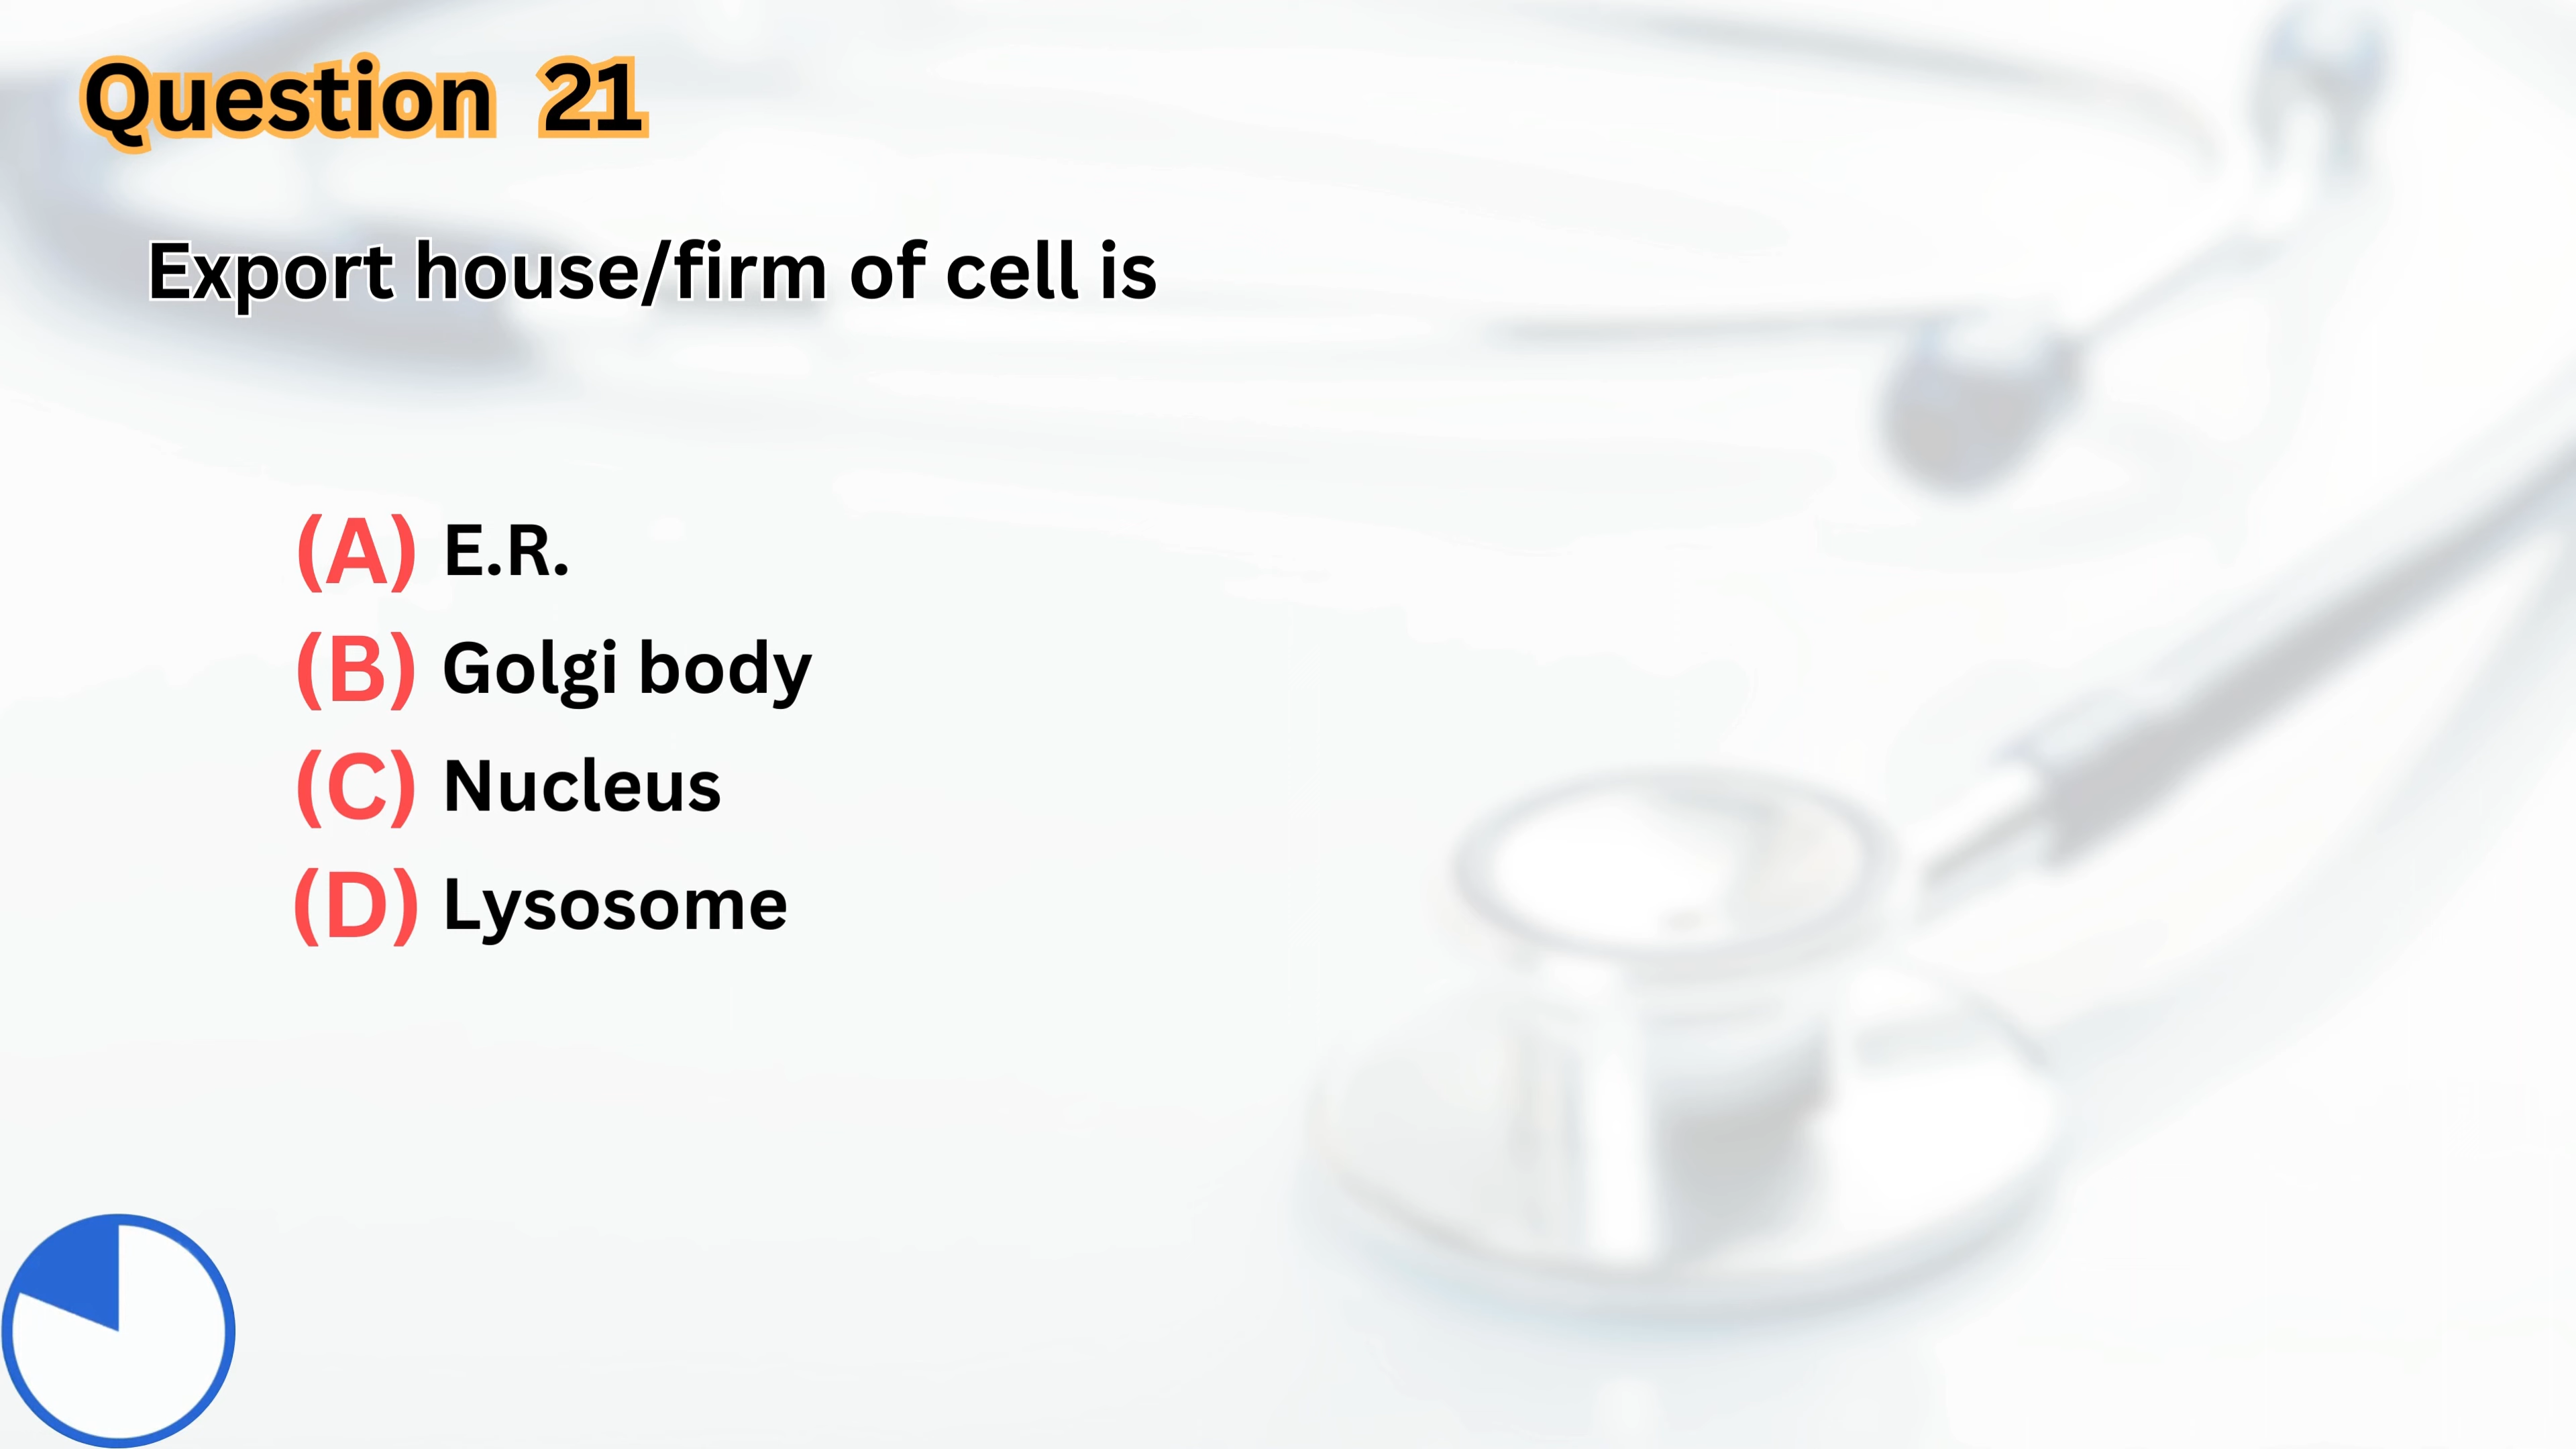 Question 21
Export house/firm of cell is
(A) E.R.
(B) Golgi body
(C) Nucleus
(D) Lysosome